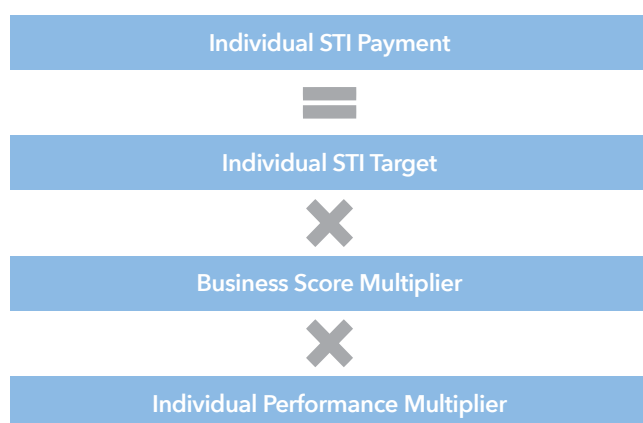 Individual STI Payment
=
Individual STI Target
×
Business Score Multiplier
×
Individual Performance Multiplier